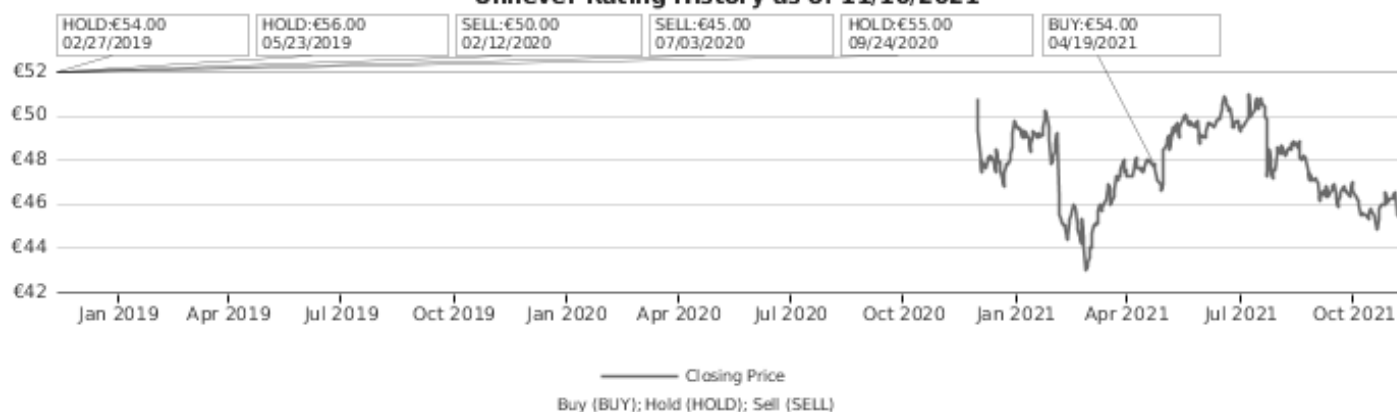 Unilever Rating History as of 11/10/2021
HOLD:€54.00
02/27/2019
HOLD:€56.00
05/23/2019
SELL:€50.00
02/12/2020
SELL:€45.00
07/03/2020
HOLD:€55.00
09/24/2020
BUY:€54.00
04/19/2021
€52
€50
€48
€46
€44
€42
Jan 2019 Apr 2019 Jul 2019 Oct 2019 Jan 2020 Apr 2020 Jul 2020 Oct 2020 Jan 2021 Apr 2021 Jul 2021 Oct 2021
Closing Price
Buy (BUY); Hold (HOLD); Sell (SELL)